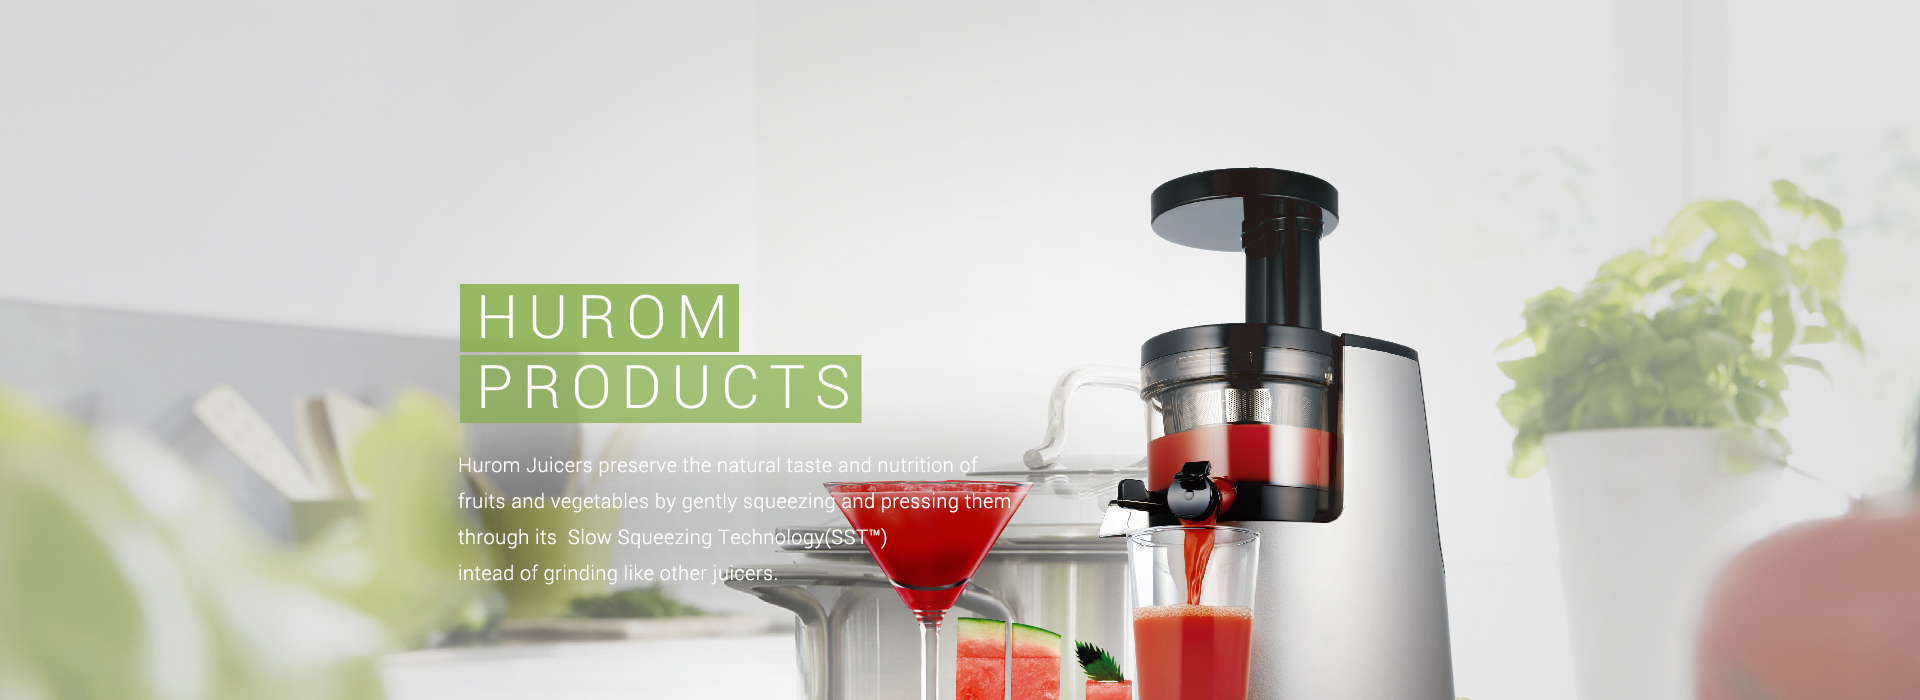 HUROM
PRODUCTS
Hurom Juicers preserve the natural taste and nutrition of
fruits and vegetables by gently squeezing and pressing them
through its  Slow Squeezing Technology(SST™)
intead of grinding like other juicers.